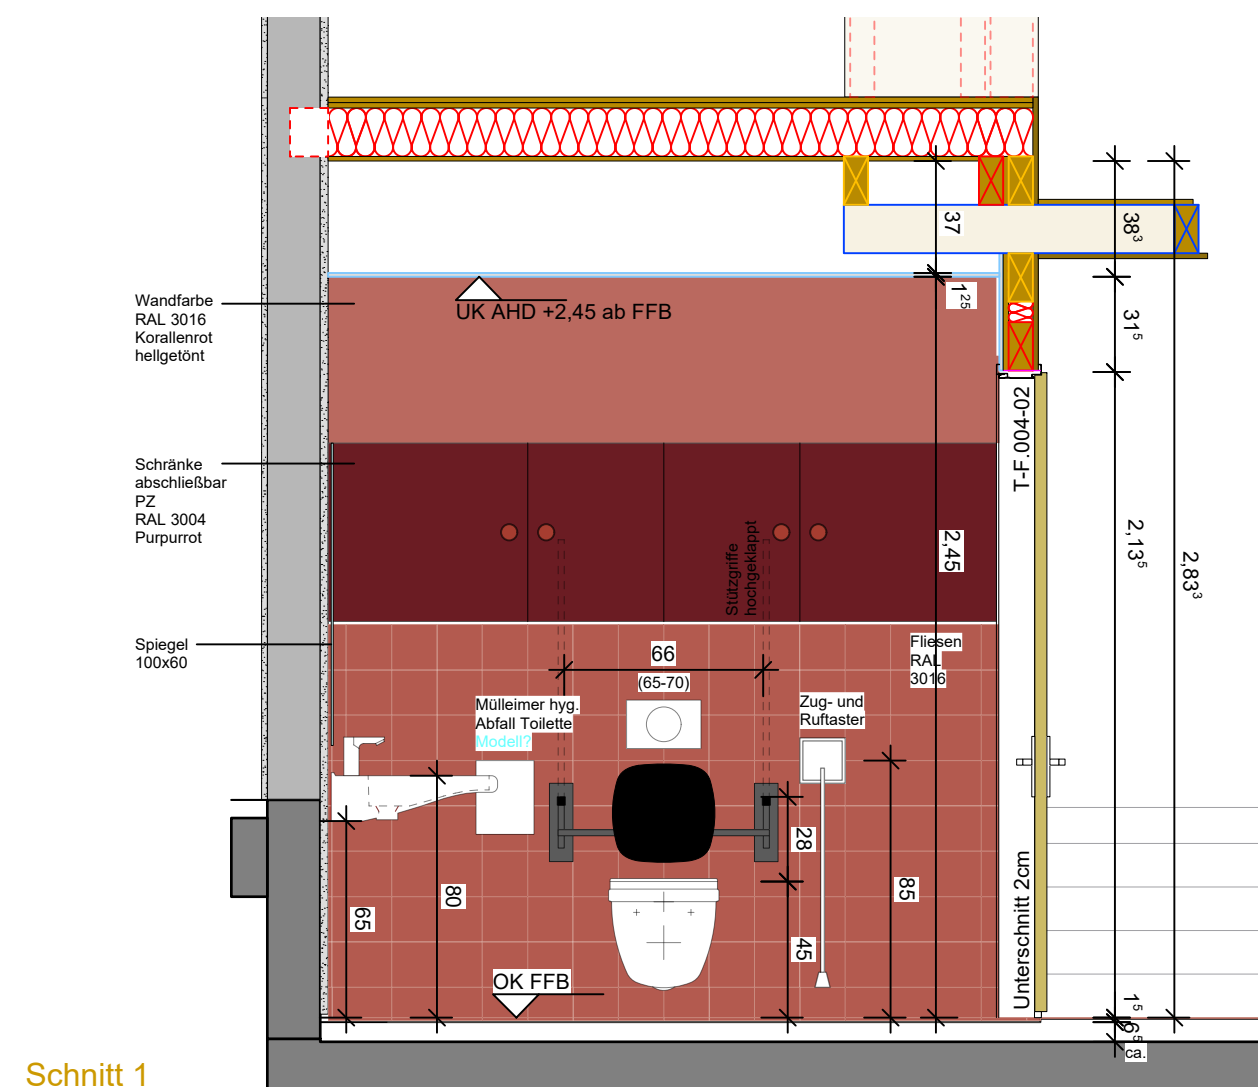 37
38³
1²⁵
UK AHD +2,45 ab FFB
Wandfarbe
RAL 3016
Korallenrot
hellgetönt
31⁵
T-F.004-02
Schränke
abschließbar
PZ
RAL 3004
Purpurrot
Stützgriffe
hochgeklappt
2,45
2,13⁵
2,83³
Spiegel
100x60
66
(65-70)
Fliesen
RAL
3016
Mülleimer hyg.
Abfall Toilette
Modell?
Zug- und
Ruftaster
28
85
80
65
45
Unterschnitt 2cm
OK FFB
1⁵
6⁵
ca.
Schnitt 1